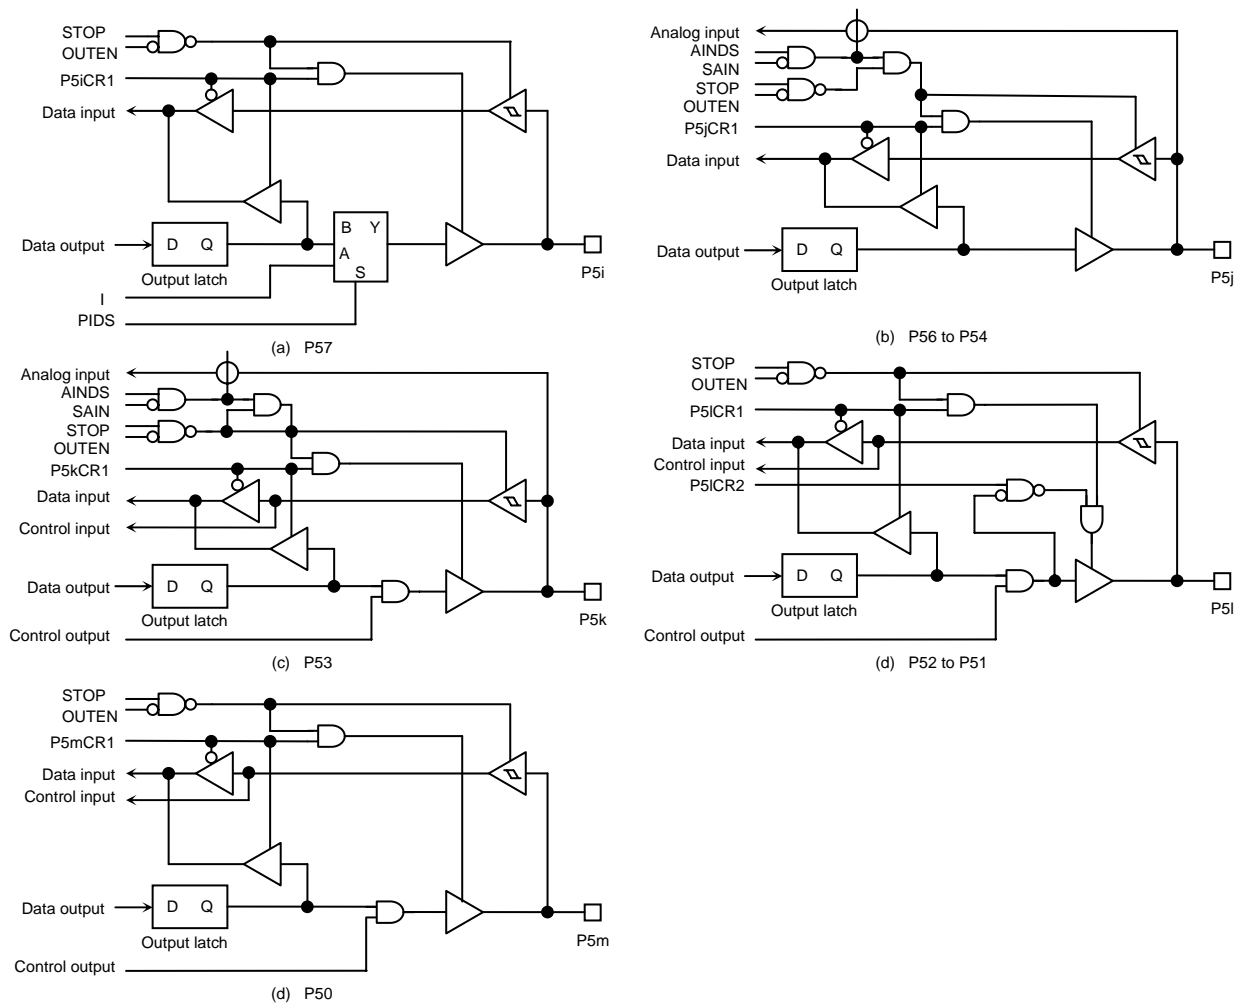 STOP
OUTEN
P5iCR1
Data input
Data output
D Q
Output latch
B Y
A
S
I
PIDS
P5i
(a) P57
Analog input
AINDS
SAIN
STOP
OUTEN
P5jCR1
Data input
Data output
D Q
Output latch
P5j
(b) P56 to P54
Analog input
AINDS
SAIN
STOP
OUTEN
P5kCR1
Data input
Control input
Data output
D Q
Output latch
Control output
P5k
(c) P53
STOP
OUTEN
P5lCR1
Data input
Control input
P5lCR2
Data output
D Q
Output latch
Control output
P5l
(d) P52 to P51
STOP
OUTEN
P5mCR1
Data input
Control input
Data output
D Q
Output latch
Control output
P5m
(d) P50